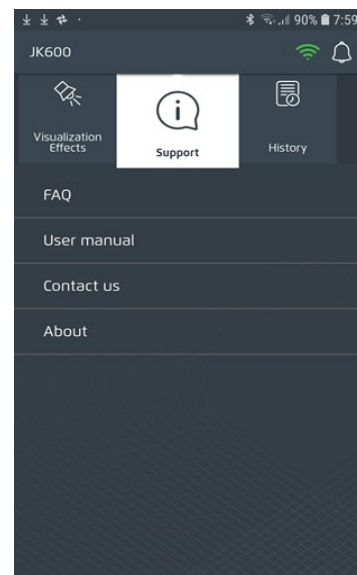 90% 7:59
JK600
Visualization
Effects
Support
History
FAQ
User manual
Contact us
About